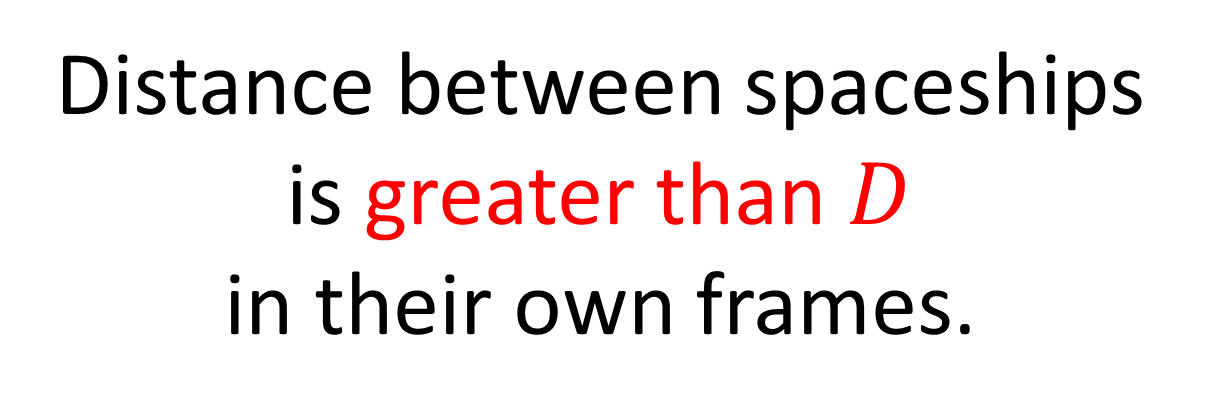 Distance between spaceships
is greater than D
in their own frames.